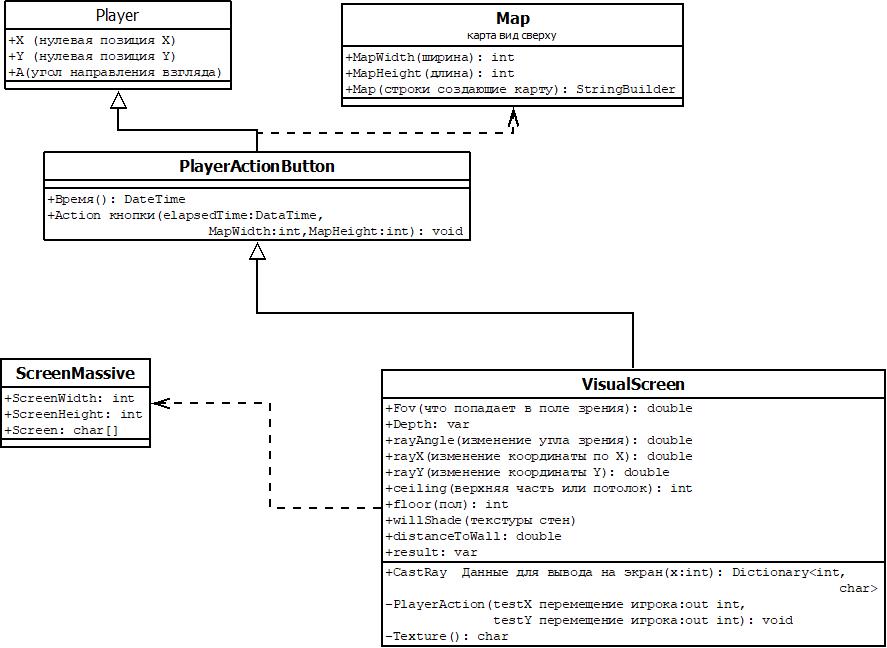 Player
+X (нулевая позиция X)
+Y (нулевая позиция Y)
+A(угол направления взгляда)
Map
карта вид сверху
+MapWidth(ширина): int
+MapHeight(длина): int
+Map(строки создающие карту): StringBuilder
PlayerActionButton
+Время(): DateTime
+Action кнопки(elapsedTime:DataTime,
MapWidth:int,MapHeight:int): void
ScreenMassive
+ScreenWidth: int
+ScreenHeight: int
+Screen: char[]
VisualScreen
+Fov(что попадает в поле зрения): double
+Depth: var
+rayAngle(изменение угла зрения): double
+rayX(изменение координаты по X): double
+rayY(изменение координаты Y): double
+ceiling(верхняя часть или потолок): int
+floor(пол): int
+willShade(текстуры стен)
+distanceToWall: double
+result: var
+CastRay  Данные для вывода на экран(x:int): Dictionary<int,
char>
-PlayerAction(testX перемещение игрока:out int,
testY перемещение игрока:out int): void
-Texture(): char